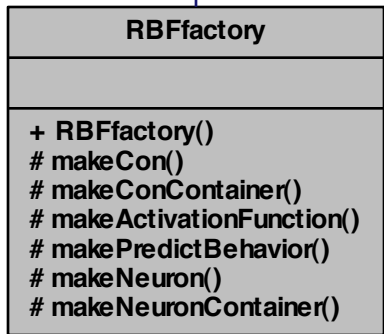 RBFfactory
+ RBFfactory()
# makeCon()
# makeConContainer()
# makeActivationFunction()
# makePredictBehavior()
# makeNeuron()
# makeNeuronContainer()